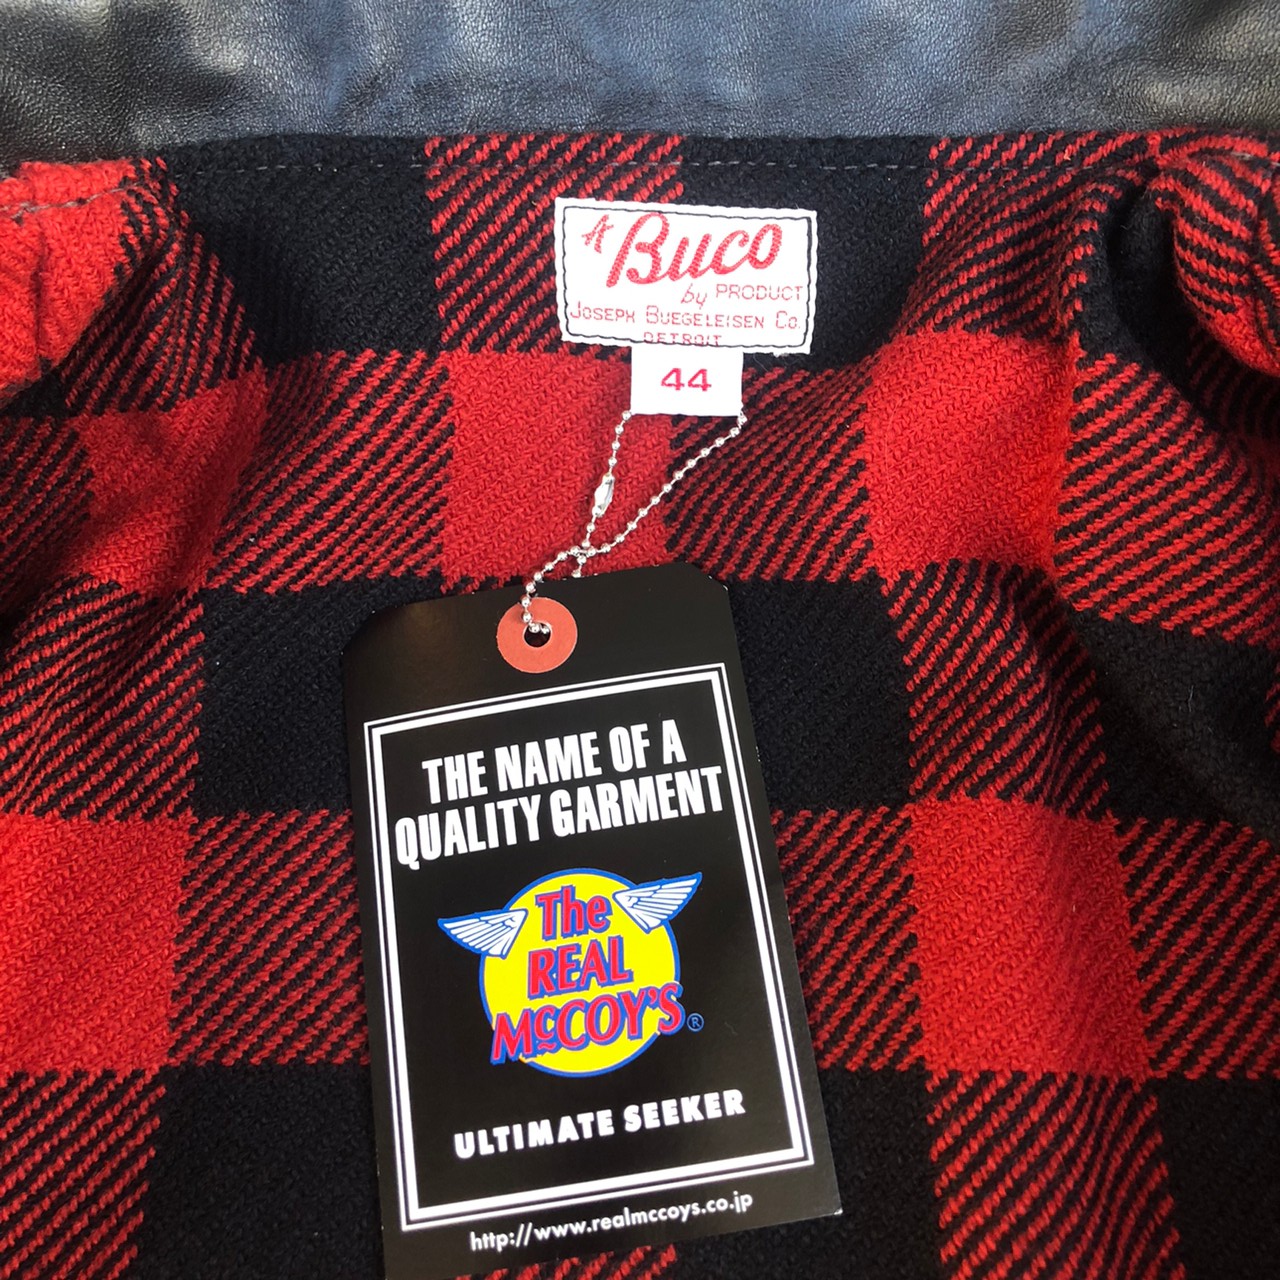 A Buco
by PRODUCT
JOSEPH BUEGELEISEN CO.
DETROIT
44
THE NAME OF A
QUALITY GARMENT
The
REAL
McCOY'S®
ULTIMATE SEEKER
http://www.realmccoys.co.jp